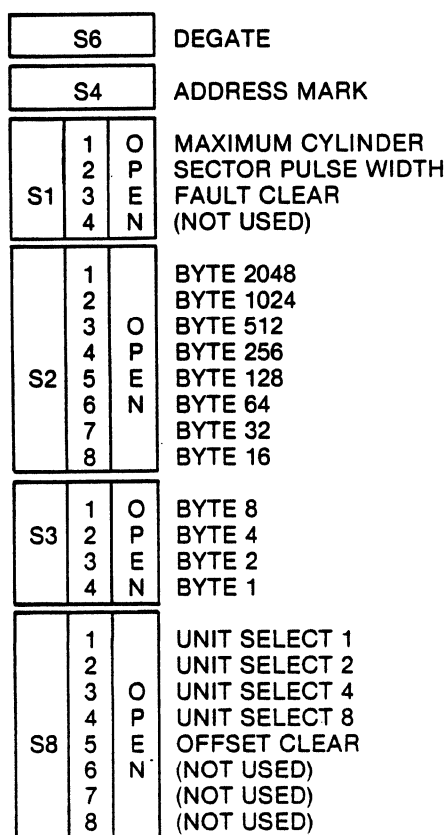 S6 DEGATE
S4 ADDRESS MARK
1 O MAXIMUM CYLINDER
2 P SECTOR PULSE WIDTH
S1 3 E FAULT CLEAR
4 N (NOT USED)
1 BYTE 2048
2 BYTE 1024
3 O BYTE 512
4 P BYTE 256
S2 5 E BYTE 128
6 N BYTE 64
7 BYTE 32
8 BYTE 16
1 O BYTE 8
S3 2 P BYTE 4
3 E BYTE 2
4 N BYTE 1
1 UNIT SELECT 1
2 UNIT SELECT 2
3 O UNIT SELECT 4
4 P UNIT SELECT 8
S8 5 E OFFSET CLEAR
6 N (NOT USED)
7 (NOT USED)
8 (NOT USED)